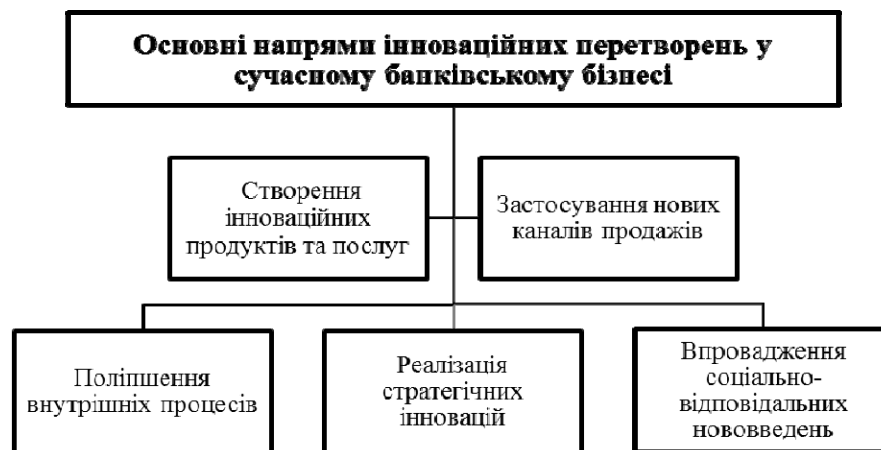 Основні напрями інноваційних перетворень у
сучасному банківському бізнесі
Створення
інноваційних
продуктів та послуг
Застосування нових
каналів продажів
Поліпшення
внутрішніх процесів
Реалізація
стратегічних
інновацій
Впровадження
соціально-
відповідальних
нововведень